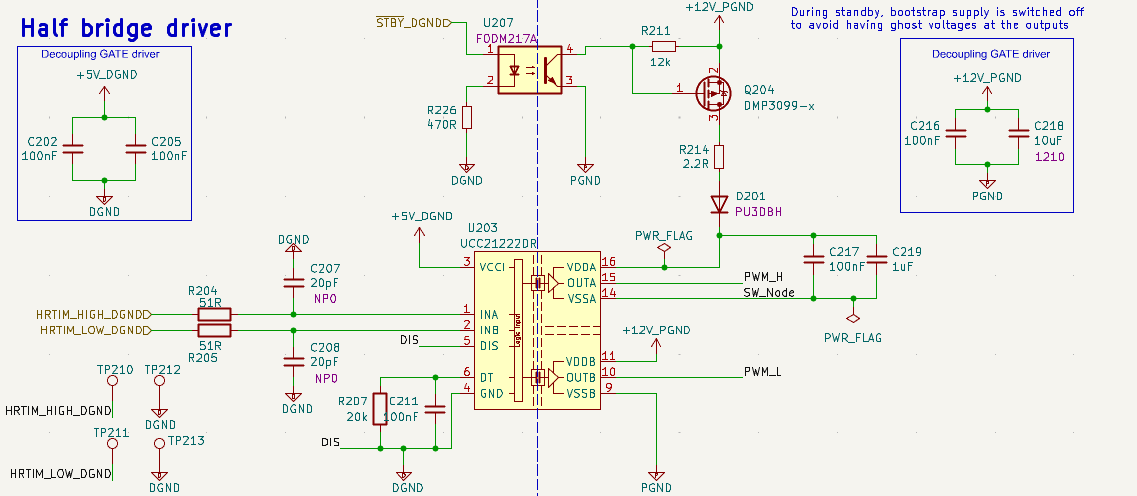 Half bridge driver
Decoupling GATE driver
+5V_DGND
C202
100nF
C205
100nF
DGND
STBY_DGND
U207
FODM217A
1
2
4
3
R226
470R
DGND
PGND
R211
12k
+12V_PGND
2
1
3
Q204
DMP3099-x
R214
2.2R
D201
PU3DBH
During standby, bootstrap supply is switched off
to avoid having ghost voltages at the outputs
Decoupling GATE driver
+12V_PGND
C216
100nF
C218
10uF
1210
PGND
+5V_DGND
U203
UCC21222DR
PWR_FLAG
C217
100nF
C219
1uF
PWR_FLAG
DGND
C207
20pF
NP0
R204
51R
HRTIM_HIGH_DGND
HRTIM_LOW_DGND
51R
R205
C208
20pF
NP0
DGND
3 VCCI
1 INA
2 INB
5 DIS
6 DT
4 GND
Logic Input
VDDA 16
OUTA 15
VSSA 14
VDDB 11
OUTB 10
VSSB 9
PWM_H
SW_Node
+12V_PGND
PWM_L
PGND
DIS
R207
20k
C211
100nF
DIS
DGND
TP210
TP212
HRTIM_HIGH_DGND
DGND
TP211
TP213
HRTIM_LOW_DGND
DGND